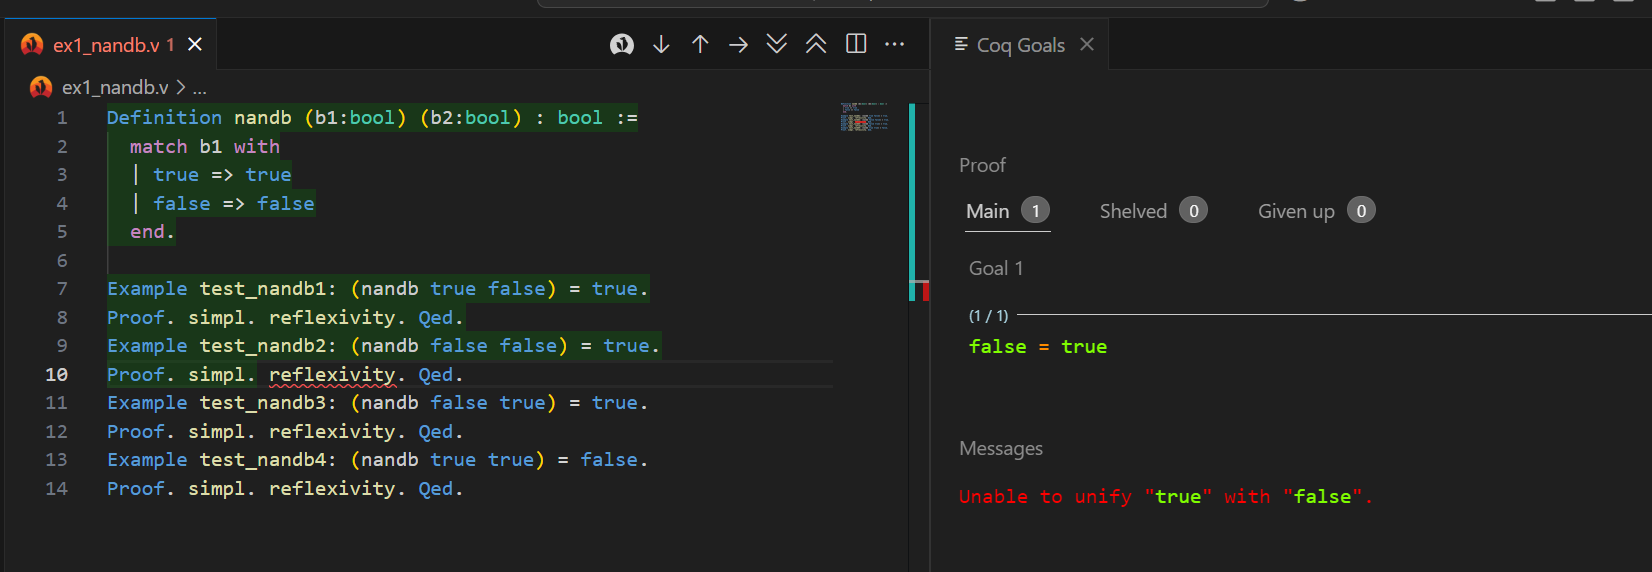 ex1_nandb.v 1
ex1_nandb.v > ...
1 Definition nandb (b1:bool) (b2:bool) : bool :=
2 match b1 with
3 | true => true
4 | false => false
5 end.
6
7 Example test_nandb1: (nandb true false) = true.
8 Proof. simpl. reflexivity. Qed.
9 Example test_nandb2: (nandb false false) = true.
10 Proof. simpl. reflexivity. Qed.
11 Example test_nandb3: (nandb false true) = true.
12 Proof. simpl. reflexivity. Qed.
13 Example test_nandb4: (nandb true true) = false.
14 Proof. simpl. reflexivity. Qed.
Coq Goals
Proof
Main 1 Shelved 0 Given up 0
Goal 1
(1 / 1)
false = true
Messages
Unable to unify "true" with "false".